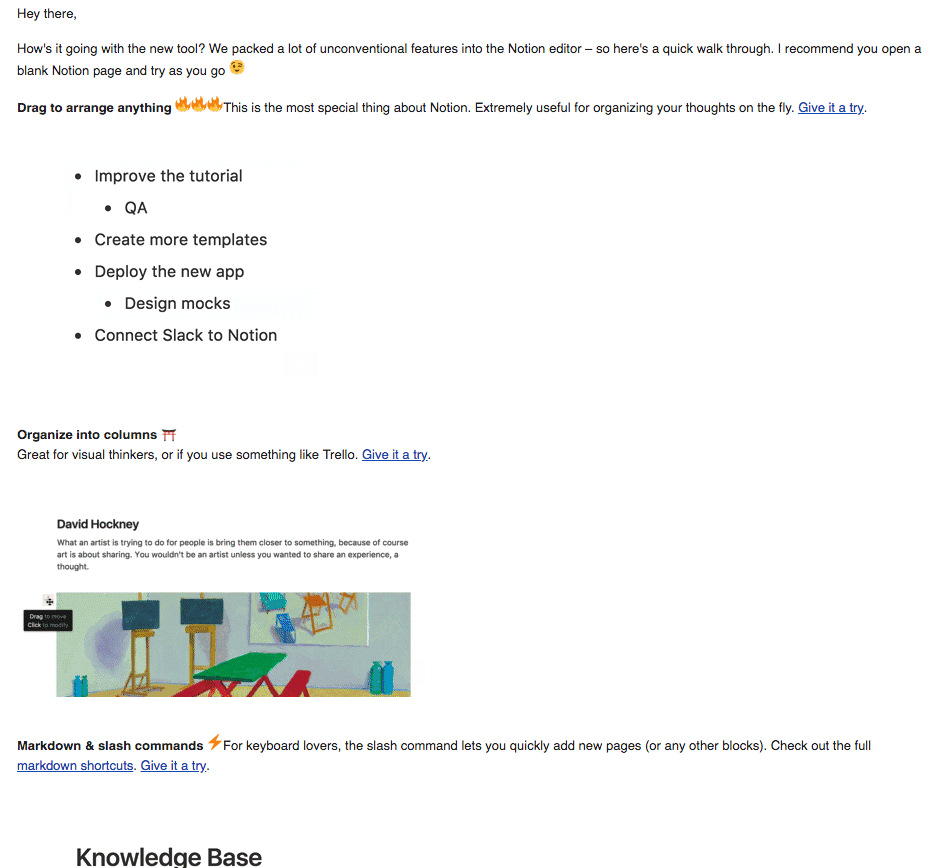 Hey there,
How's it going with the new tool? We packed a lot of unconventional features into the Notion editor – so here's a quick walk through. I recommend you open a
blank Notion page and try as you go 😉
Drag to arrange anything 🔥🔥🔥This is the most special thing about Notion. Extremely useful for organizing your thoughts on the fly. Give it a try.
• Improve the tutorial
• QA
• Create more templates
• Deploy the new app
• Design mocks
• Connect Slack to Notion
Organize into columns ⛩
Great for visual thinkers, or if you use something like Trello. Give it a try.
David Hockney
What an artist is trying to do for people is bring them closer to something, because of course
art is about sharing. You wouldn't be an artist unless you wanted to share an experience, a
thought.
Drag to move
Click to modify
Markdown & slash commands ⚡For keyboard lovers, the slash command lets you quickly add new pages (or any other blocks). Check out the full
markdown shortcuts. Give it a try.
Knowledge Base